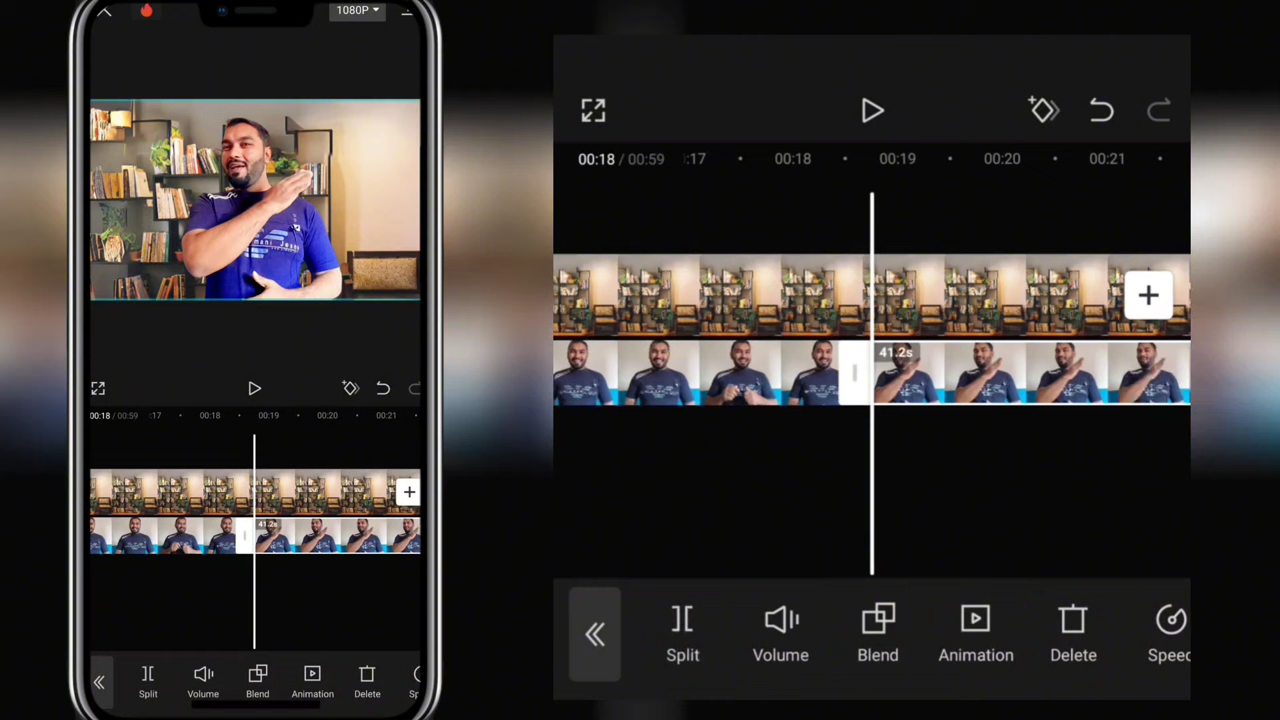 1080P
00:18 / 00:59 :17 00:18 00:19 00:20 00:21
41.2s
Split Volume Blend Animation Delete Sp
00:18 / 00:59 :17 00:18 00:19 00:20 00:21
41.2s
Split Volume Blend Animation Delete Speed